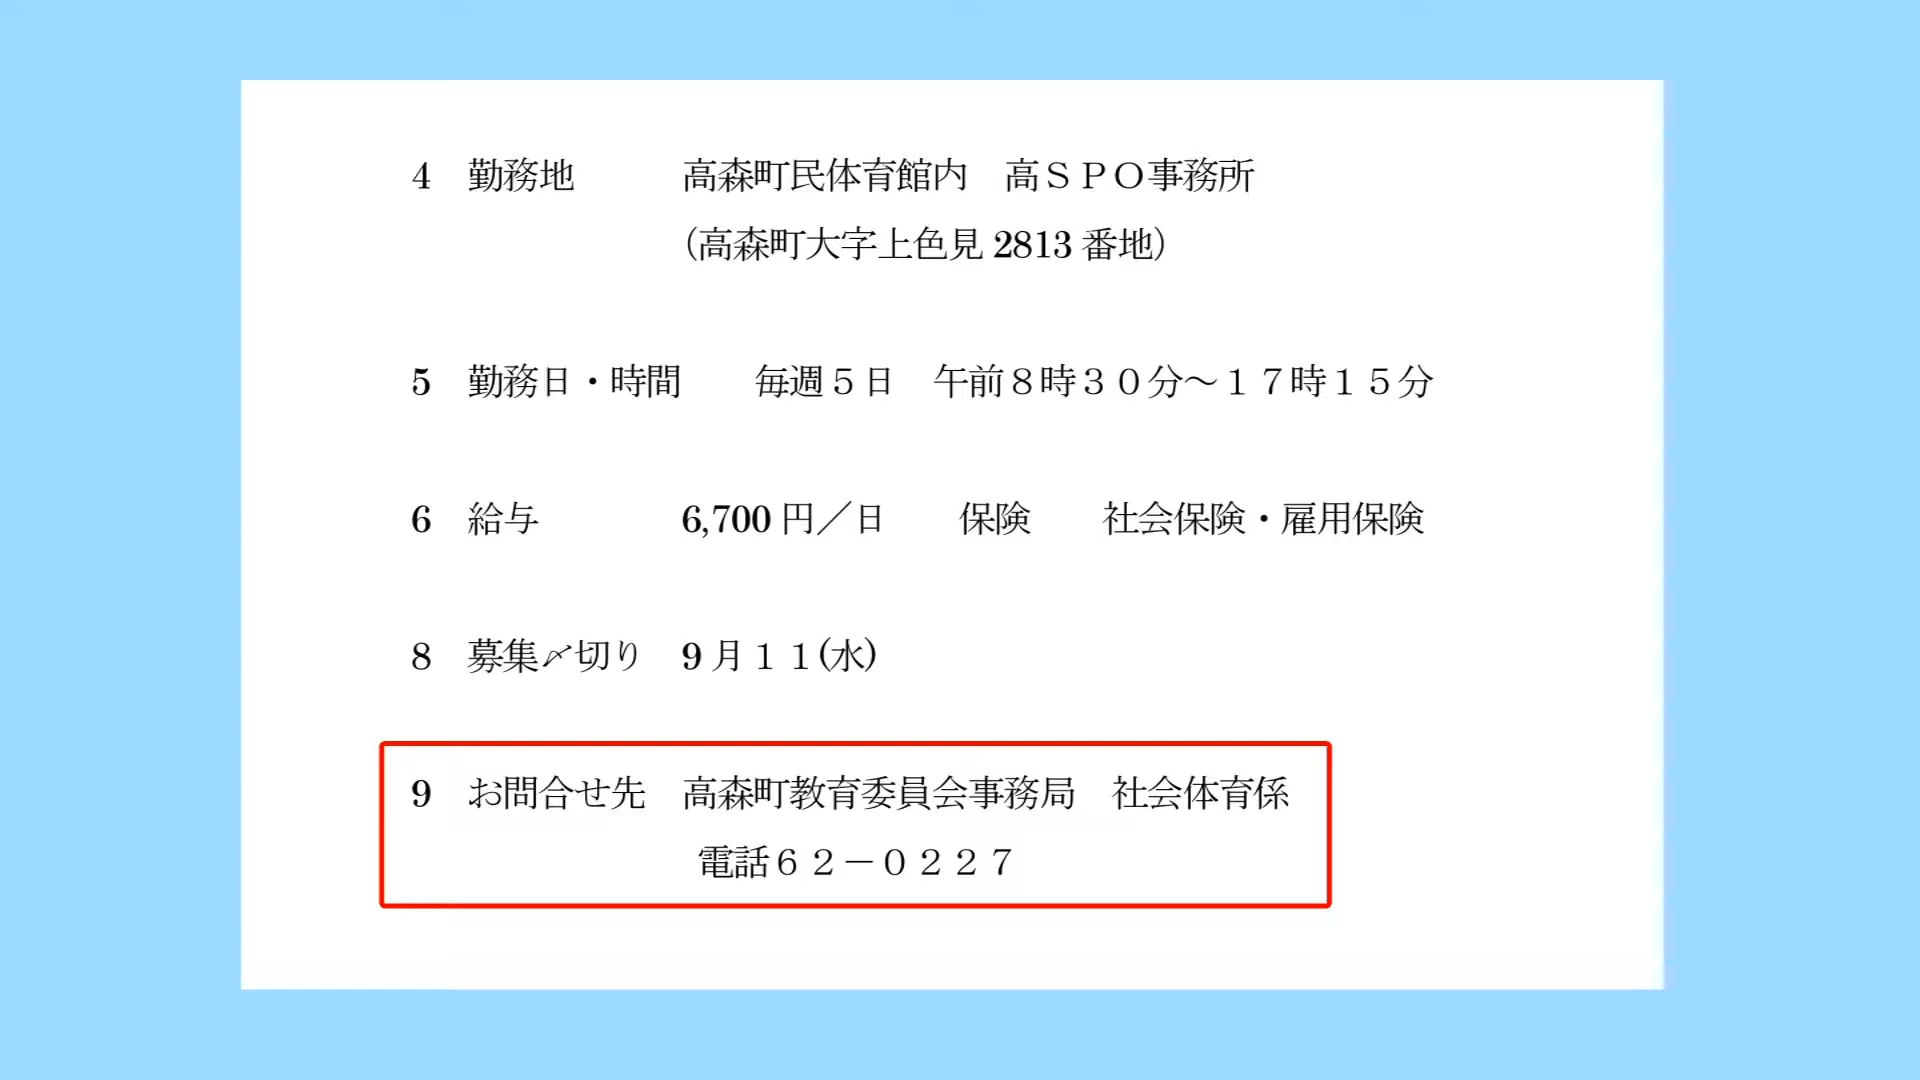 4 勤務地 高森町民体育館内 高ＳＰＯ事務所
(高森町大字上色見 2813 番地)
5 勤務日・時間 毎週５日 午前８時３０分～１７時１５分
6 給与 6,700 円／日 保険 社会保険・雇用保険
8 募集〆切り 9 月１１(水)
9 お問合せ先 高森町教育委員会事務局 社会体育係
電話６２－０２２７